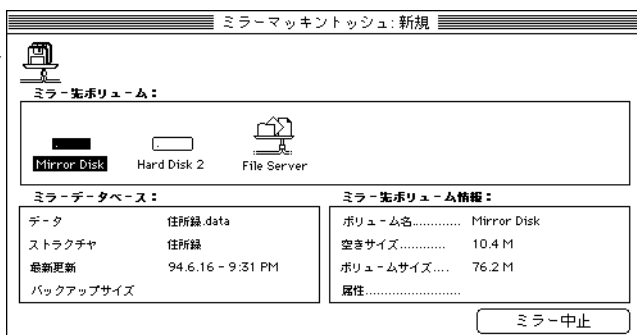 ミラーマッキントッシュ:新規
ミラー先ボリューム：
Mirror Disk
Hard Disk 2
File Server
ミラーデータベース：
データ 住所録.data
ストラクチャ 住所録
最新更新 94.6.16 - 9:31 PM
バックアップサイズ
ミラー先ボリューム情報：
ボリューム名............ Mirror Disk
空きサイズ............ 10.4 M
ボリュームサイズ.... 76.2 M
属性.........................
ミラー中止